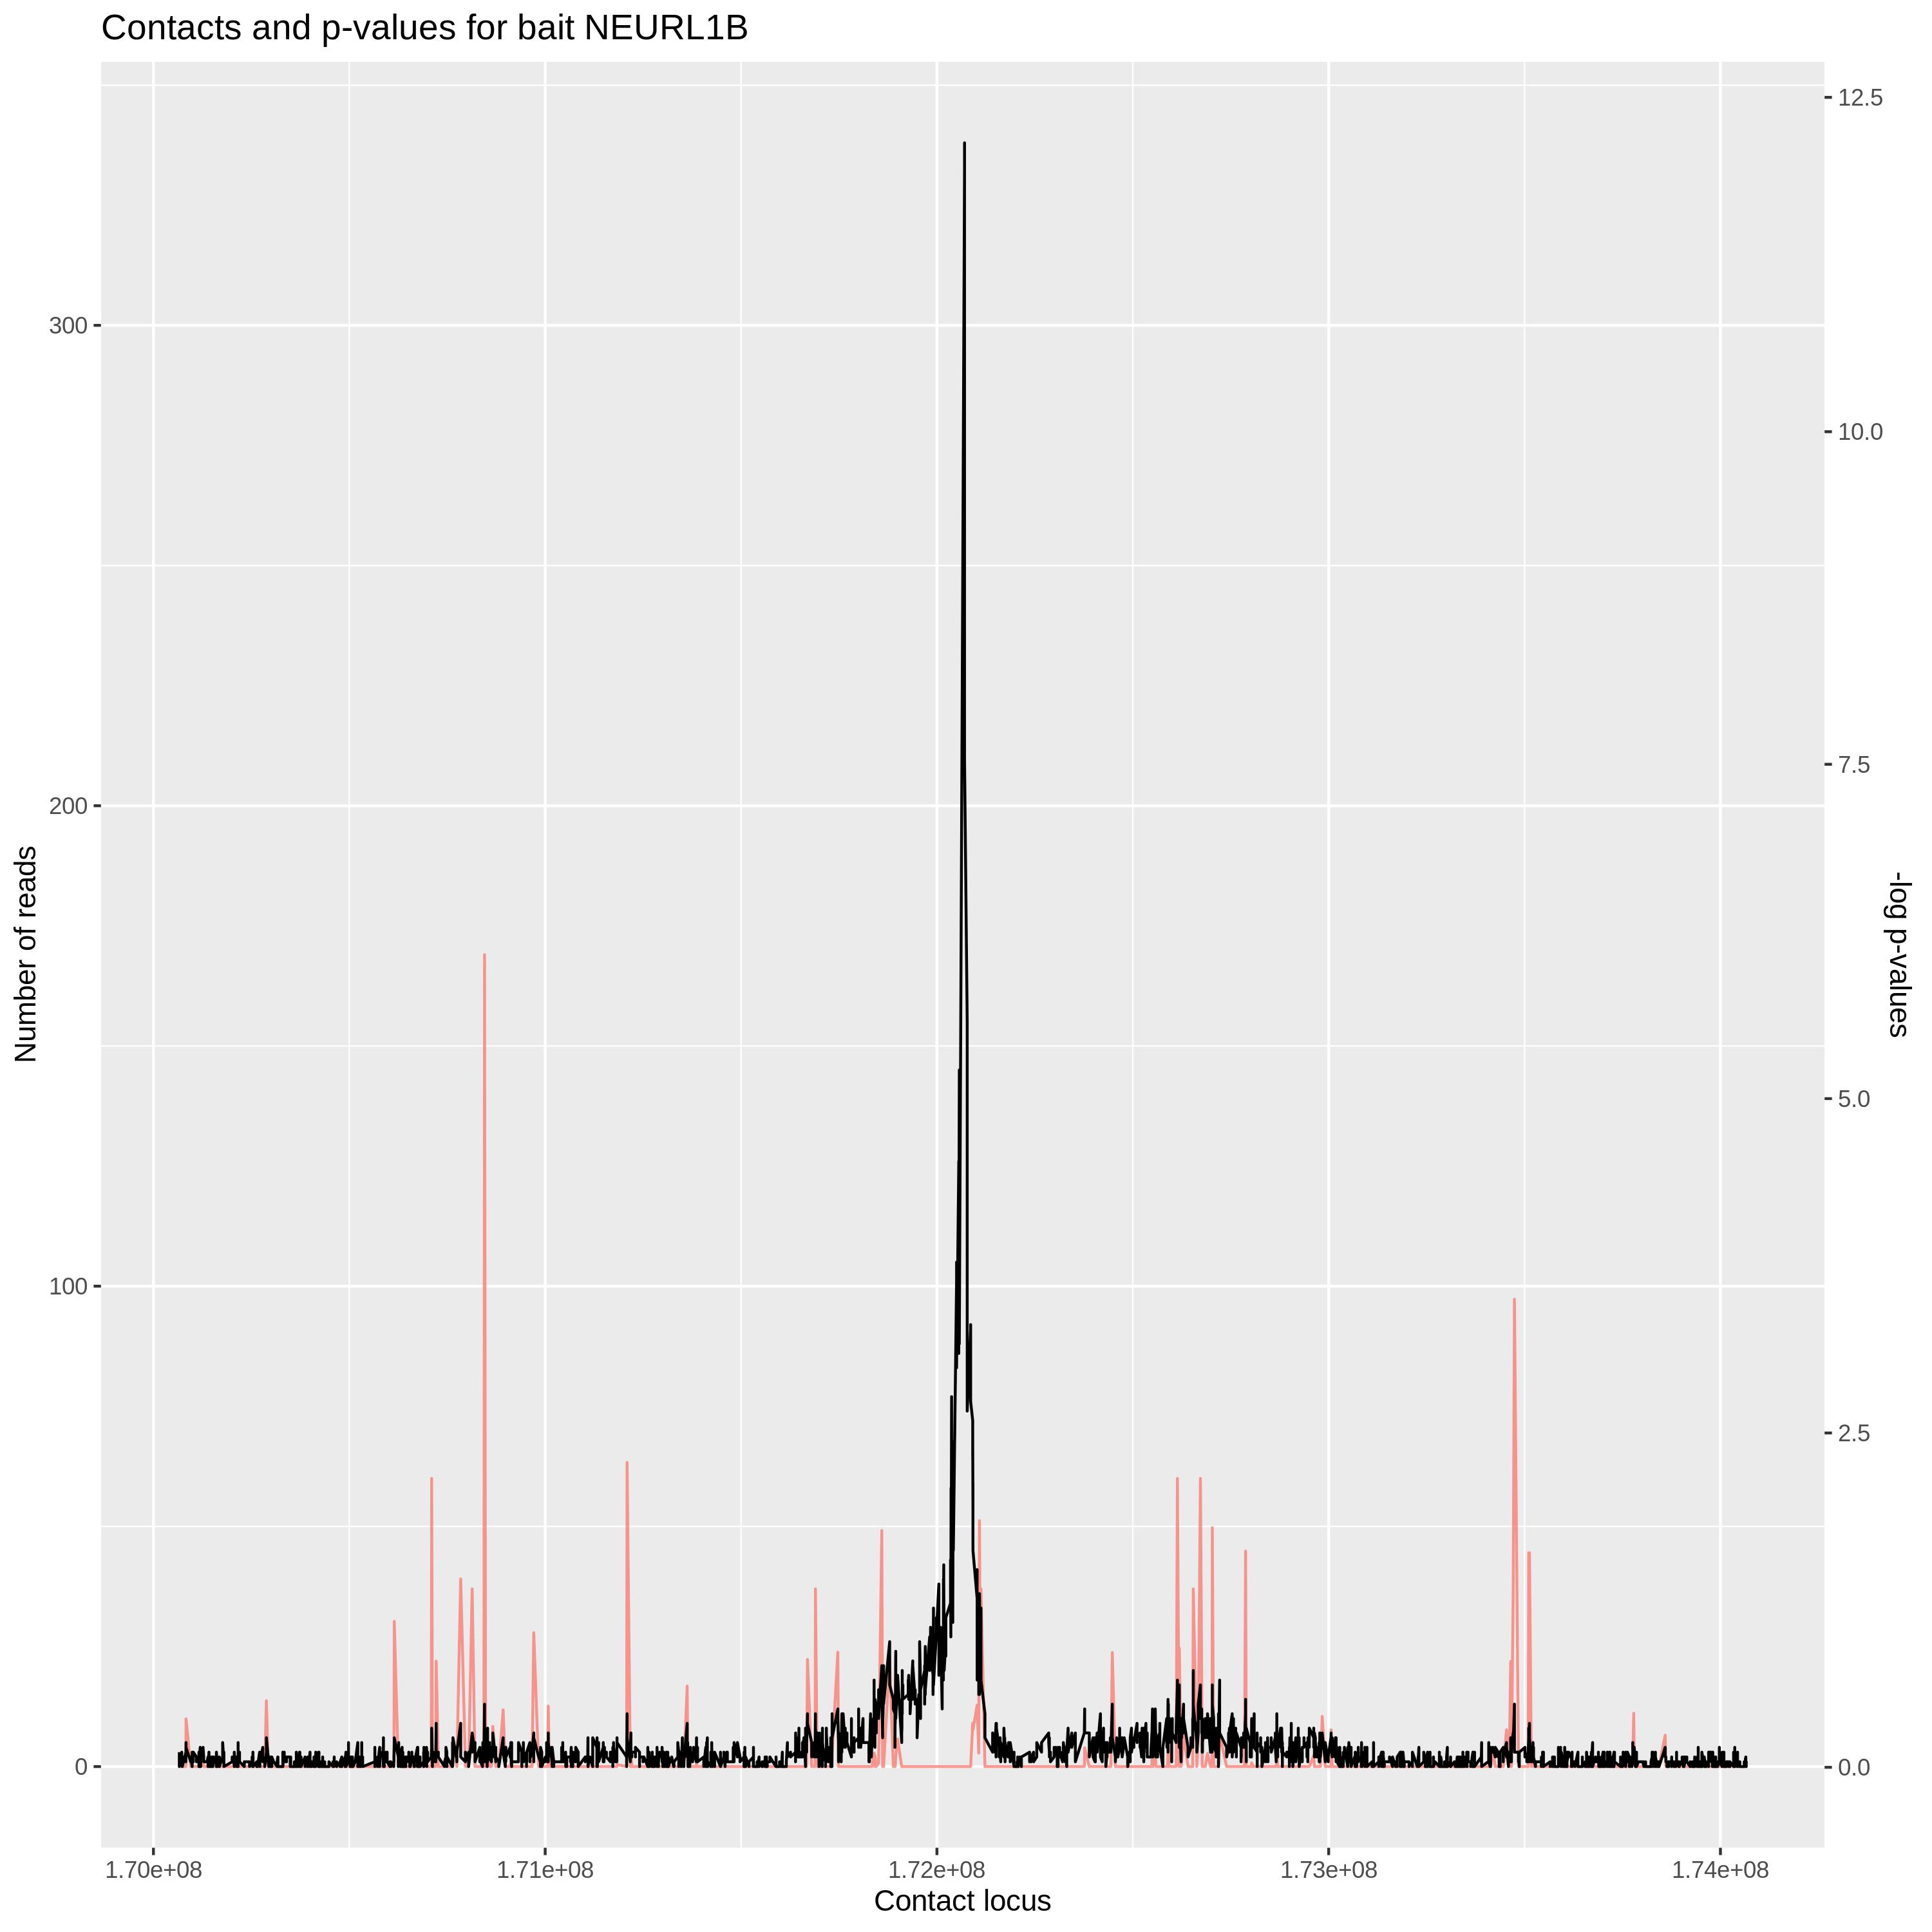 Contacts and p-values for bait NEURL1B
Number of reads
300
200
100
0
12.5
10.0
7.5
5.0
2.5
0.0
-log p-values
1.70e+08
1.71e+08
1.72e+08
1.73e+08
1.74e+08
Contact locus